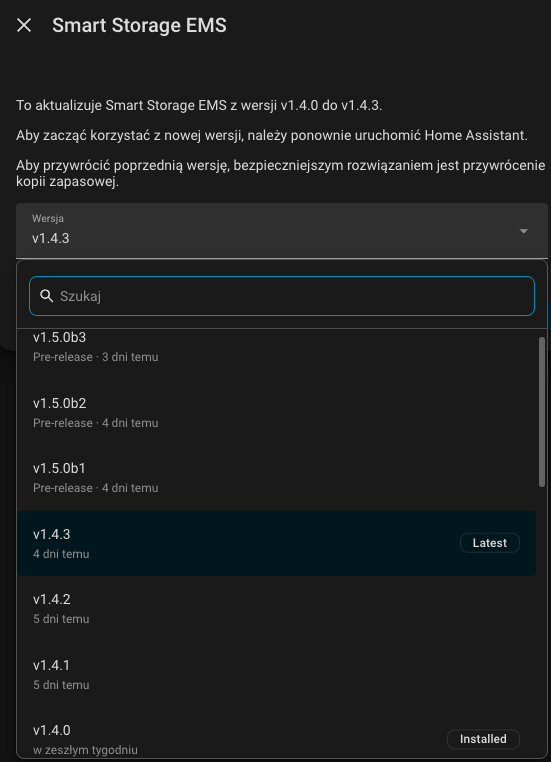 Smart Storage EMS
To aktualizuje Smart Storage EMS z wersji v1.4.0 do v1.4.3.
Aby zacząć korzystać z nowej wersji, należy ponownie uruchomić Home Assistant.
Aby przywrócić poprzednią wersję, bezpieczniejszym rozwiązaniem jest przywrócenie
kopii zapasowej.
Wersja
v1.4.3
Szukaj
v1.5.0b3
Pre-release · 3 dni temu
v1.5.0b2
Pre-release · 4 dni temu
v1.5.0b1
Pre-release · 4 dni temu
v1.4.3
Latest
4 dni temu
v1.4.2
5 dni temu
v1.4.1
5 dni temu
v1.4.0
Installed
w zeszłym tygodniu